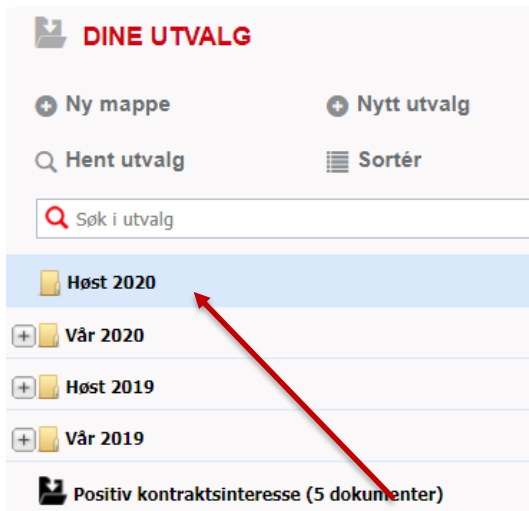 DINE UTVALG
Ny mappe Nytt utvalg
Hent utvalg Sortér
Søk i utvalg
Høst 2020
Vår 2020
Høst 2019
Vår 2019
Positiv kontraktsinteresse (5 dokumenter)